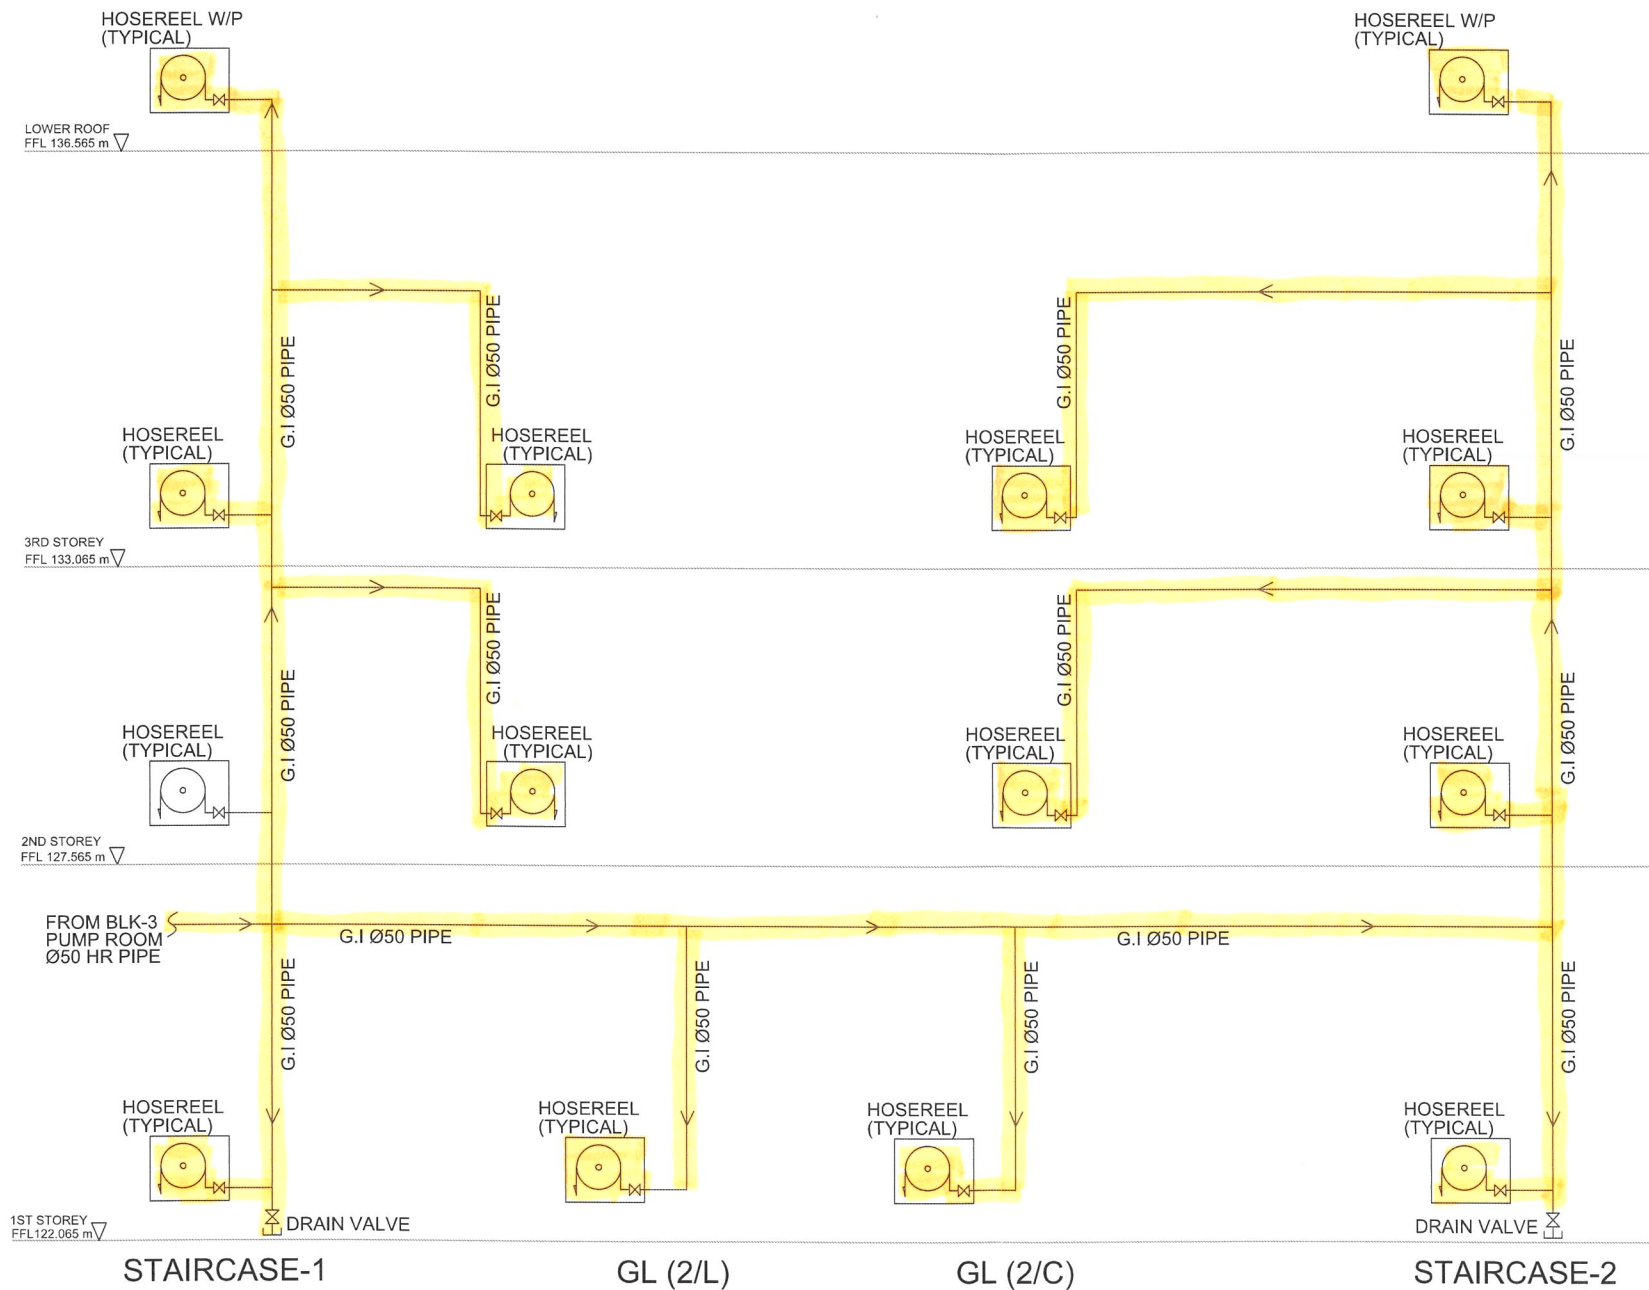 HOSEREEL W/P
(TYPICAL)
HOSEREEL W/P
(TYPICAL)
LOWER ROOF
FFL 136.565 m
G.I Ø50 PIPE
G.I Ø50 PIPE
G.I Ø50 PIPE
G.I Ø50 PIPE
HOSEREEL
(TYPICAL)
HOSEREEL
(TYPICAL)
HOSEREEL
(TYPICAL)
HOSEREEL
(TYPICAL)
3RD STOREY
FFL 133.065 m
G.I Ø50 PIPE
G.I Ø50 PIPE
G.I Ø50 PIPE
G.I Ø50 PIPE
HOSEREEL
(TYPICAL)
HOSEREEL
(TYPICAL)
HOSEREEL
(TYPICAL)
HOSEREEL
(TYPICAL)
2ND STOREY
FFL 127.565 m
FROM BLK-3
PUMP ROOM
Ø50 HR PIPE
G.I Ø50 PIPE
G.I Ø50 PIPE
G.I Ø50 PIPE
G.I Ø50 PIPE
G.I Ø50 PIPE
G.I Ø50 PIPE
HOSEREEL
(TYPICAL)
HOSEREEL
(TYPICAL)
HOSEREEL
(TYPICAL)
HOSEREEL
(TYPICAL)
1ST STOREY
FFL122.065 m
DRAIN VALVE
DRAIN VALVE
STAIRCASE-1
GL (2/L)
GL (2/C)
STAIRCASE-2